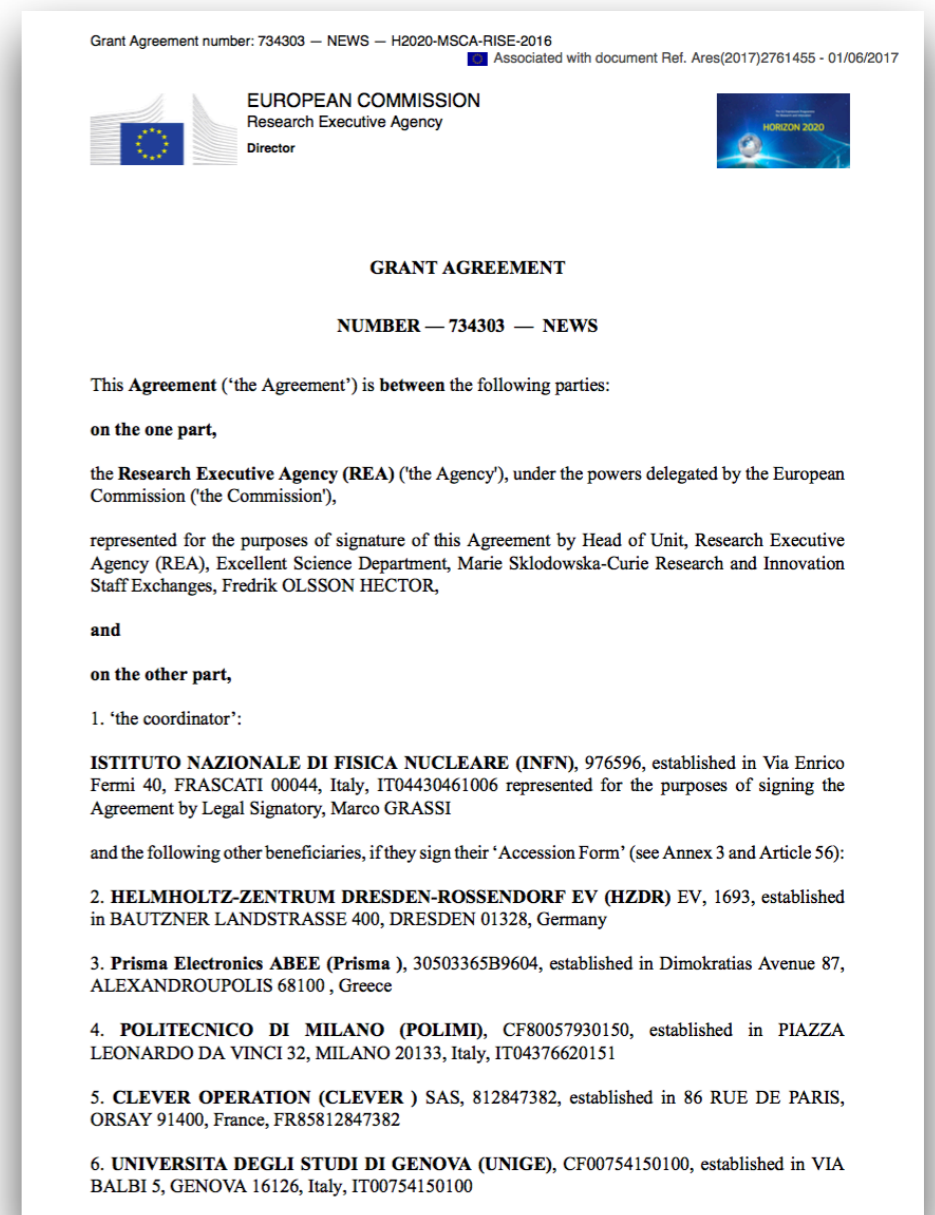 Grant Agreement number: 734303 — NEWS — H2020-MSCA-RISE-2016
Associated with document Ref. Ares(2017)2761455 - 01/06/2017
EUROPEAN COMMISSION
Research Executive Agency
Director
HORIZON 2020
GRANT AGREEMENT
NUMBER — 734303 — NEWS
This Agreement (‘the Agreement’) is between the following parties:
on the one part,
the Research Executive Agency (REA) ('the Agency'), under the powers delegated by the European
Commission ('the Commission'),
represented for the purposes of signature of this Agreement by Head of Unit, Research Executive
Agency (REA), Excellent Science Department, Marie Sklodowska-Curie Research and Innovation
Staff Exchanges, Fredrik OLSSON HECTOR,
and
on the other part,
1. ‘the coordinator’:
ISTITUTO NAZIONALE DI FISICA NUCLEARE (INFN), 976596, established in Via Enrico
Fermi 40, FRASCATI 00044, Italy, IT04430461006 represented for the purposes of signing the
Agreement by Legal Signatory, Marco GRASSI
and the following other beneficiaries, if they sign their ‘Accession Form’ (see Annex 3 and Article 56):
2. HELMHOLTZ-ZENTRUM DRESDEN-ROSSENDORF EV (HZDR) EV, 1693, established
in BAUTZNER LANDSTRASSE 400, DRESDEN 01328, Germany
3. Prisma Electronics ABEE (Prisma ), 30503365B9604, established in Dimokratias Avenue 87,
ALEXANDROUPOLIS 68100 , Greece
4. POLITECNICO DI MILANO (POLIMI), CF80057930150, established in PIAZZA
LEONARDO DA VINCI 32, MILANO 20133, Italy, IT04376620151
5. CLEVER OPERATION (CLEVER ) SAS, 812847382, established in 86 RUE DE PARIS,
ORSAY 91400, France, FR85812847382
6. UNIVERSITA DEGLI STUDI DI GENOVA (UNIGE), CF00754150100, established in VIA
BALBI 5, GENOVA 16126, Italy, IT00754150100